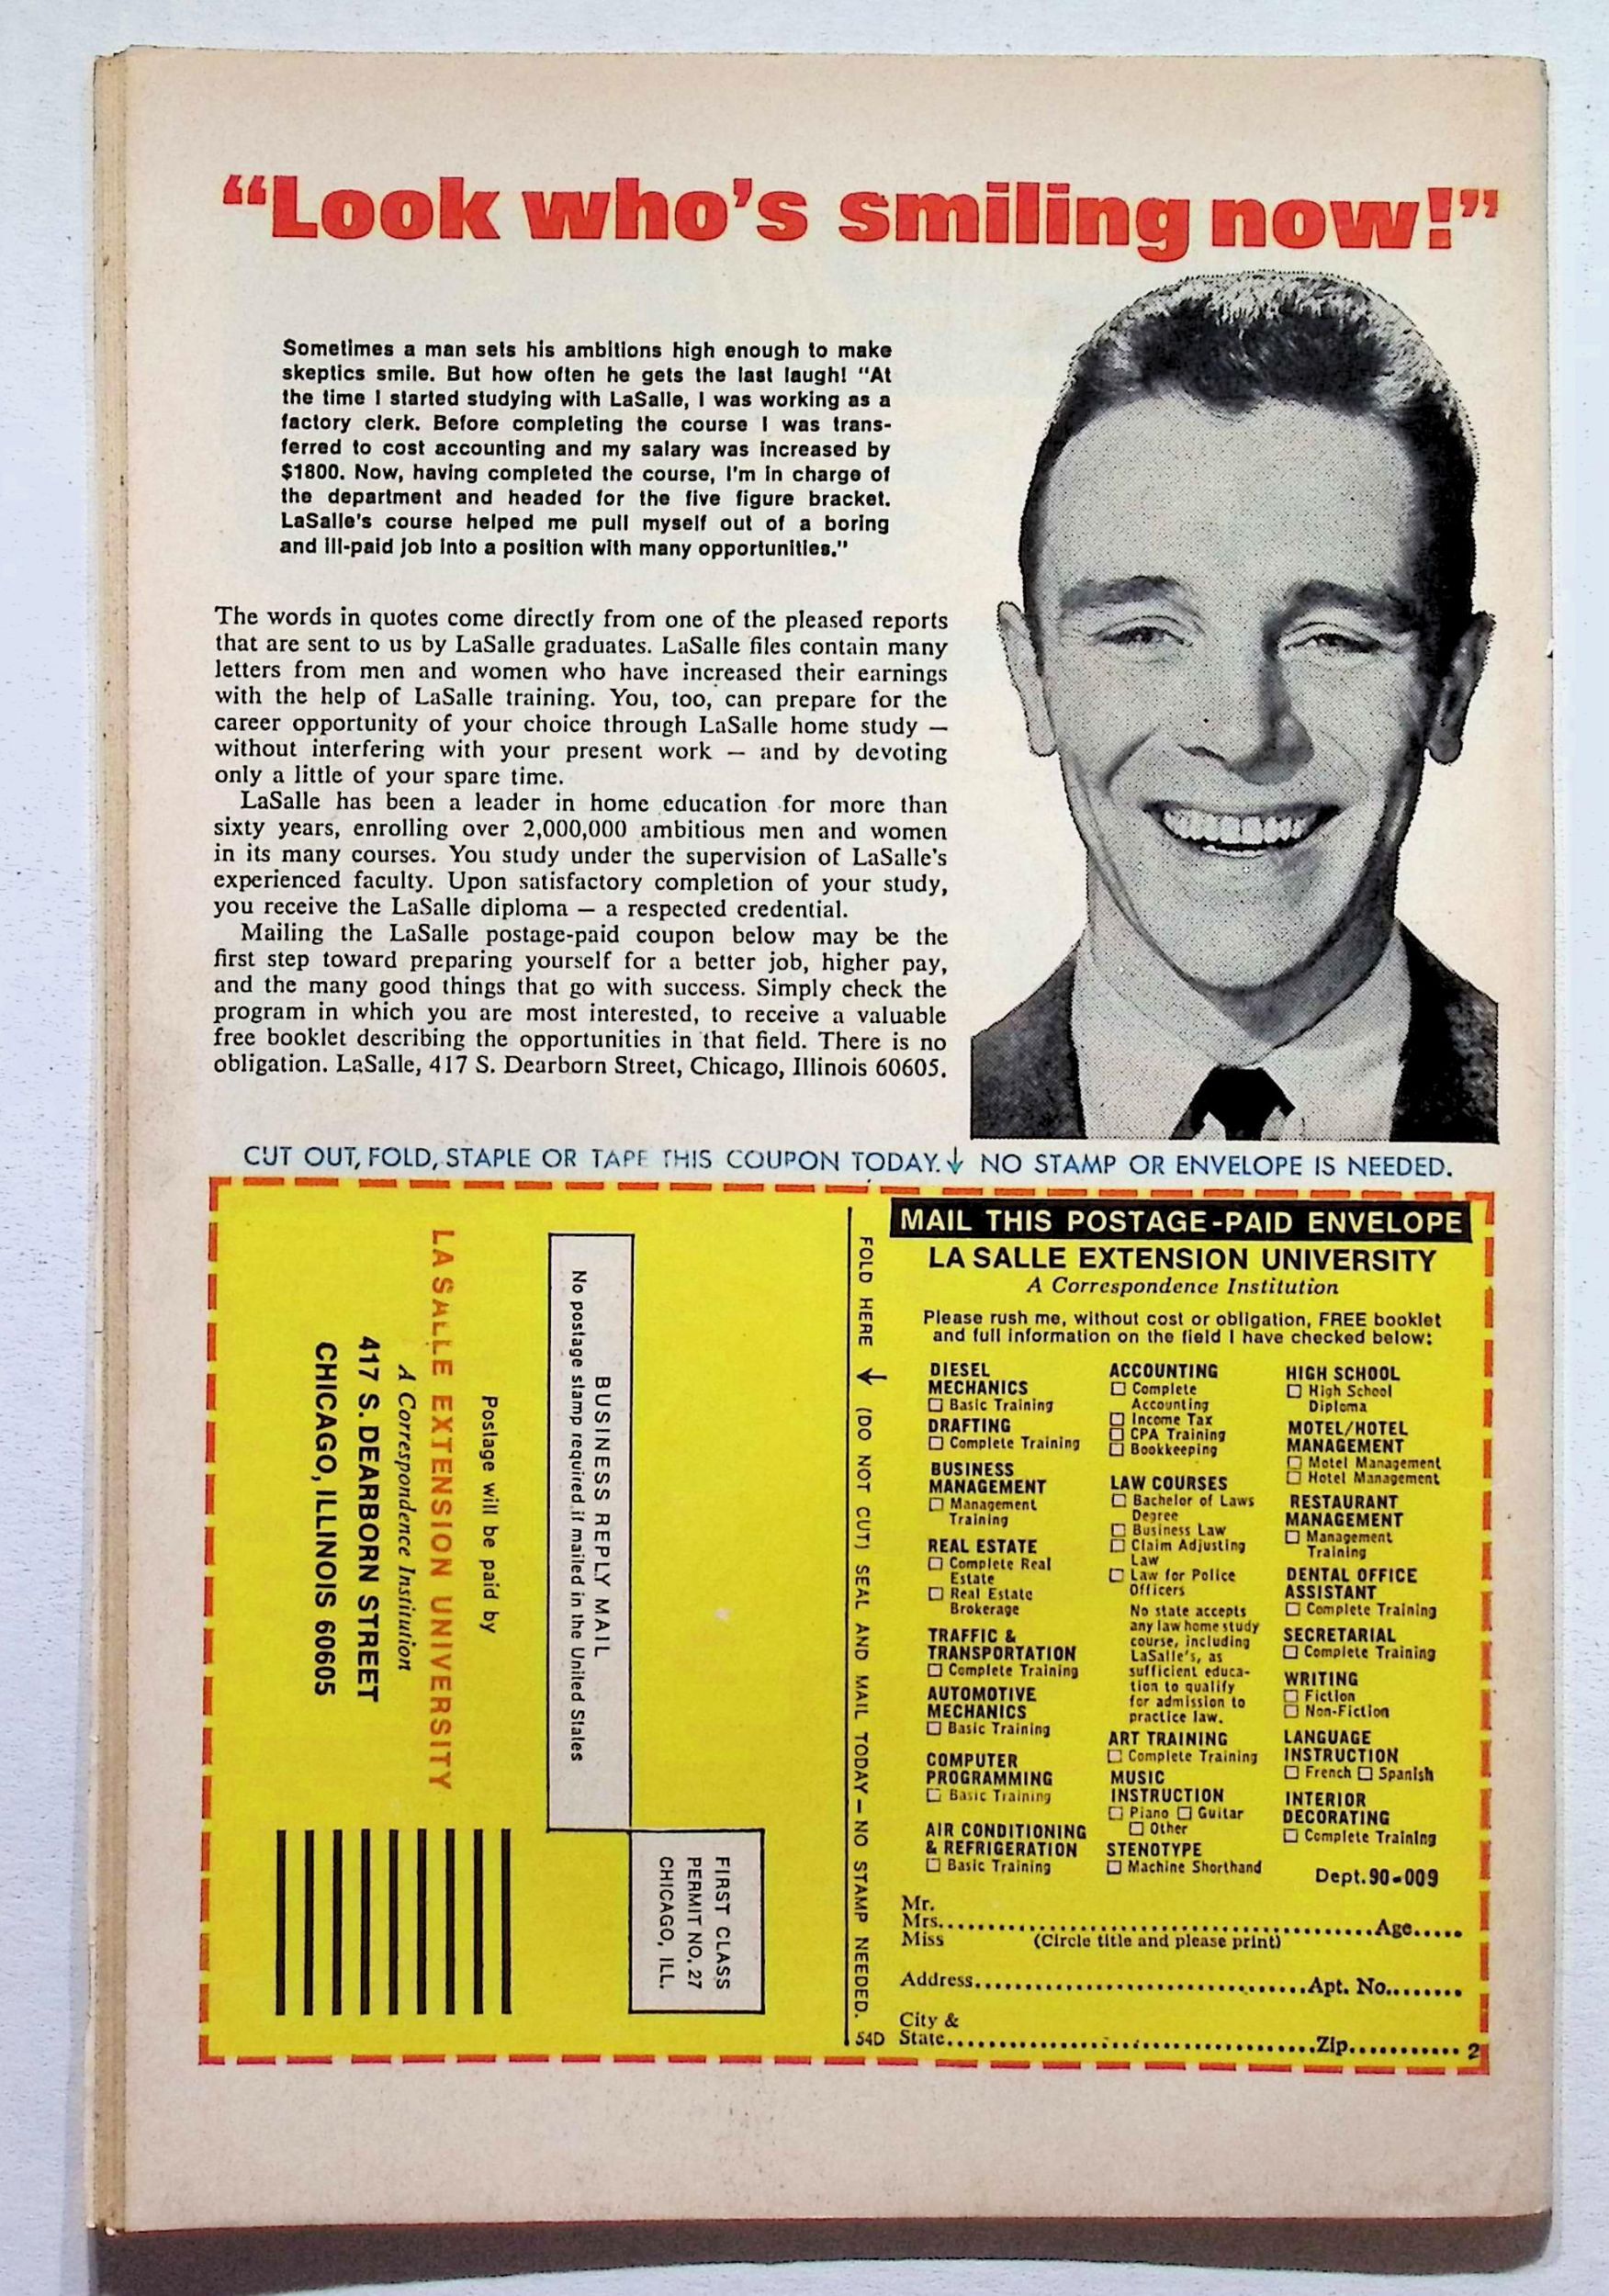 “Look who’s smiling now!”
Sometimes a man sets his ambitions high enough to make
skeptics smile. But how often he gets the last laugh! “At
the time I started studying with LaSalle, I was working as a
factory clerk. Before completing the course I was trans-
ferred to cost accounting and my salary was increased by
$1800. Now, having completed the course, I’m in charge of
the department and headed for the five figure bracket.
LaSalle’s course helped me pull myself out of a boring
and ill-paid job into a position with many opportunities.”
The words in quotes come directly from one of the pleased reports
that are sent to us by LaSalle graduates. LaSalle files contain many
letters from men and women who have increased their earnings
with the help of LaSalle training. You, too, can prepare for the
career opportunity of your choice through LaSalle home study —
without interfering with your present work — and by devoting
only a little of your spare time.
LaSalle has been a leader in home education for more than
sixty years, enrolling over 2,000,000 ambitious men and women
in its many courses. You study under the supervision of LaSalle’s
experienced faculty. Upon satisfactory completion of your study,
you receive the LaSalle diploma — a respected credential.
Mailing the LaSalle postage-paid coupon below may be the
first step toward preparing yourself for a better job, higher pay,
and the many good things that go with success. Simply check the
program in which you are most interested, to receive a valuable
free booklet describing the opportunities in that field. There is no
obligation. LaSalle, 417 S. Dearborn Street, Chicago, Illinois 60605.
CUT OUT, FOLD, STAPLE OR TAPE THIS COUPON TODAY.↓ NO STAMP OR ENVELOPE IS NEEDED.
FIRST CLASS
PERMIT NO. 27
CHICAGO, ILL.
BUSINESS REPLY MAIL
No postage stamp required if mailed in the United States
Postage will be paid by
LA SALLE EXTENSION UNIVERSITY
A Correspondence Institution
417 S. DEARBORN STREET
CHICAGO, ILLINOIS 60605
FOLD HERE ↓ (DO NOT CUT) SEAL AND MAIL TODAY — NO STAMP NEEDED.
54D
MAIL THIS POSTAGE-PAID ENVELOPE
LA SALLE EXTENSION UNIVERSITY
A Correspondence Institution
Please rush me, without cost or obligation, FREE booklet
and full information on the field I have checked below:
DIESEL
MECHANICS
☐ Basic Training
DRAFTING
☐ Complete Training
BUSINESS
MANAGEMENT
☐ Management
Training
REAL ESTATE
☐ Complete Real
Estate
☐ Real Estate
Brokerage
TRAFFIC &
TRANSPORTATION
☐ Complete Training
AUTOMOTIVE
MECHANICS
☐ Basic Training
COMPUTER
PROGRAMMING
☐ Basic Training
AIR CONDITIONING
& REFRIGERATION
☐ Basic Training
ACCOUNTING
☐ Complete
Accounting
☐ Income Tax
☐ CPA Training
☐ Bookkeeping
LAW COURSES
☐ Bachelor of Laws
Degree
☐ Business Law
☐ Claim Adjusting
Law
☐ Law for Police
Officers
No state accepts
any law home study
course, including
LaSalle’s, as
sufficient educa-
tion to qualify
for admission to
practice law.
ART TRAINING
☐ Complete Training
MUSIC
INSTRUCTION
☐ Piano ☐ Guitar
☐ Other
STENOTYPE
☐ Machine Shorthand
HIGH SCHOOL
☐ High School
Diploma
MOTEL/HOTEL
MANAGEMENT
☐ Motel Management
☐ Hotel Management
RESTAURANT
MANAGEMENT
☐ Management
Training
DENTAL OFFICE
ASSISTANT
☐ Complete Training
SECRETARIAL
☐ Complete Training
WRITING
☐ Fiction
☐ Non-Fiction
LANGUAGE
INSTRUCTION
☐ French ☐ Spanish
INTERIOR
DECORATING
☐ Complete Training
Dept. 90-009
Mr.
Mrs. Age
Miss (Circle title and please print)
Address Apt. No.
City &
State Zip 2